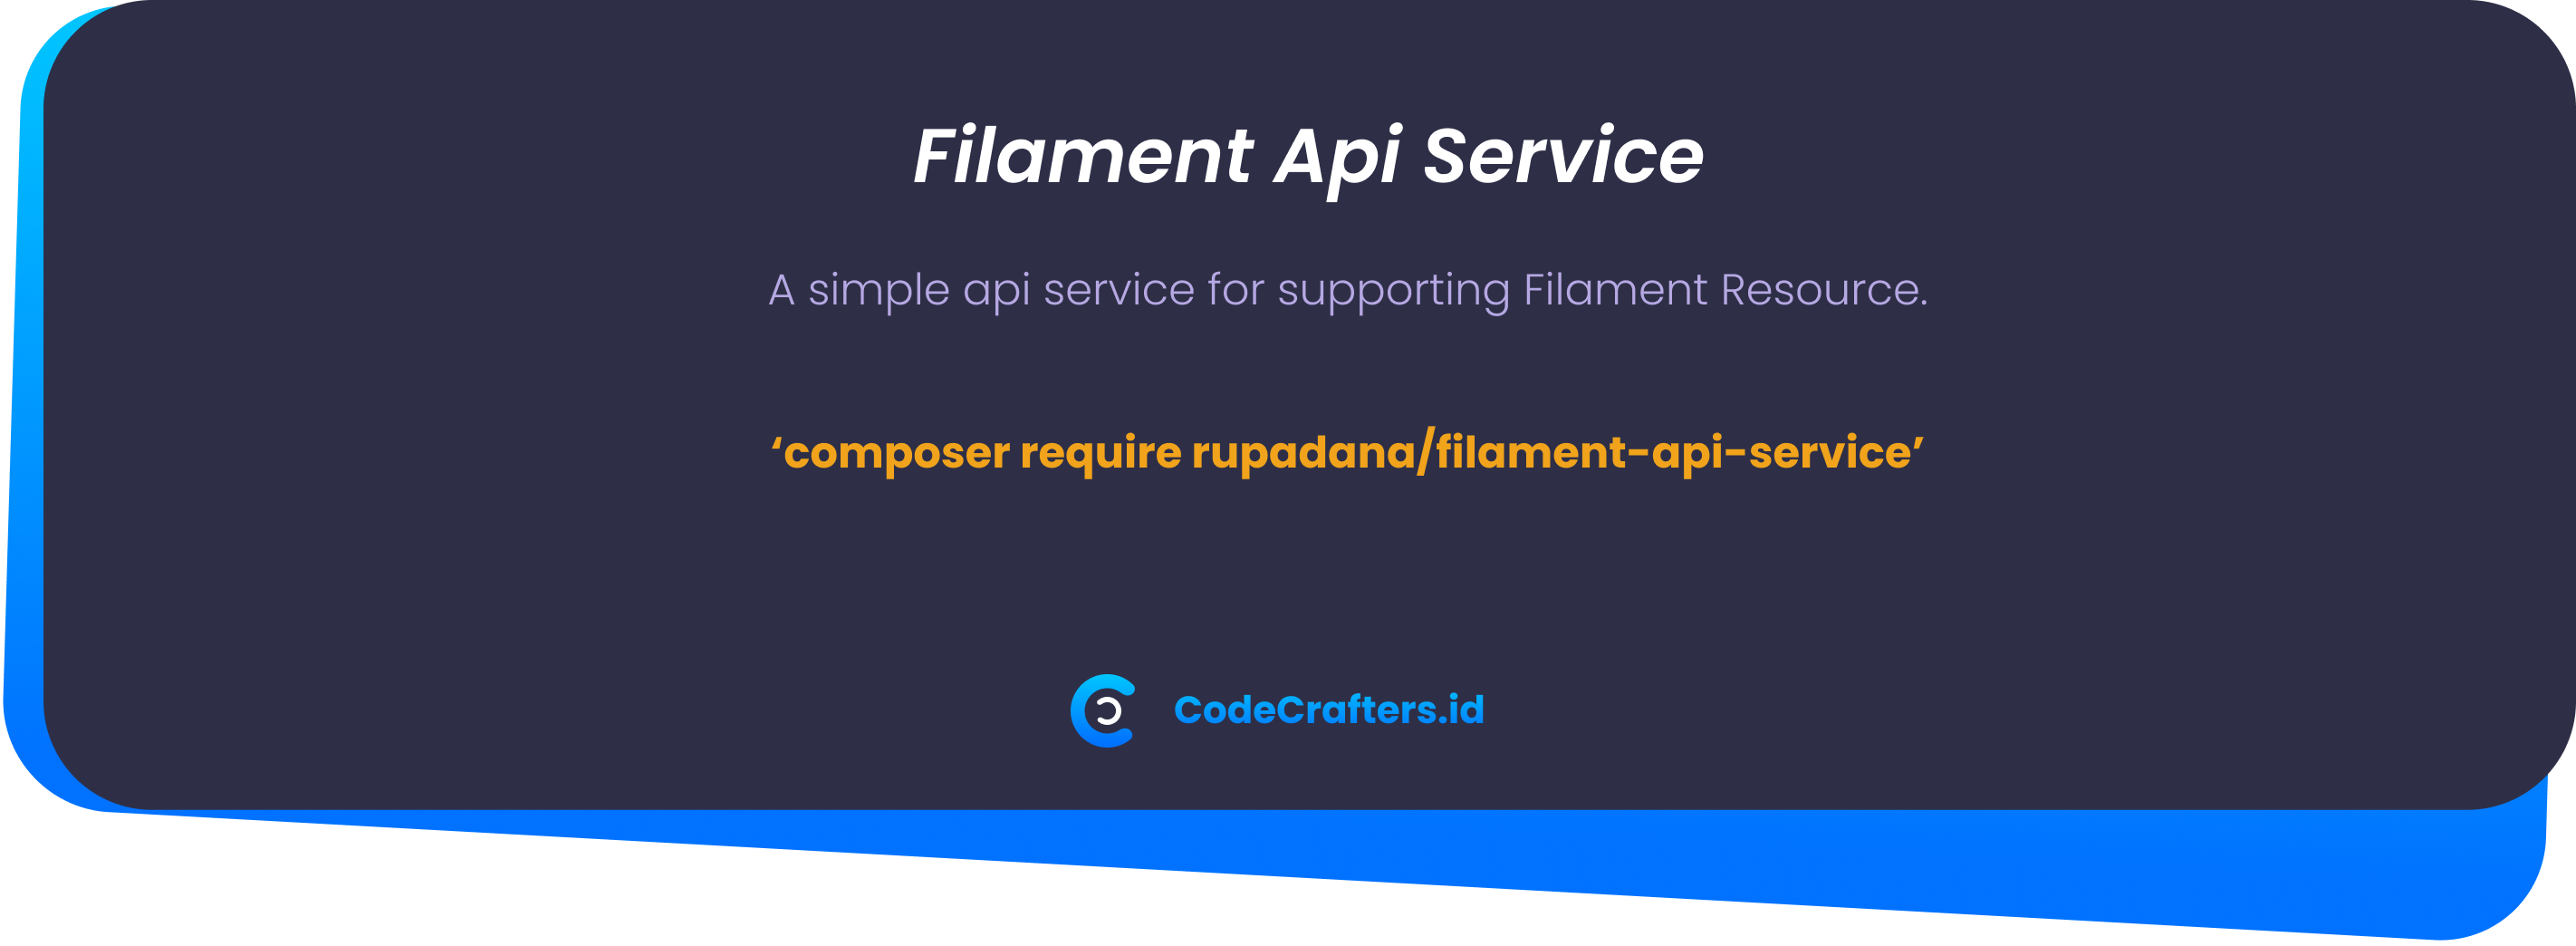 Filament Api Service
A simple api service for supporting Filament Resource.
‘composer require rupadana/filament-api-service’
CodeCrafters.id